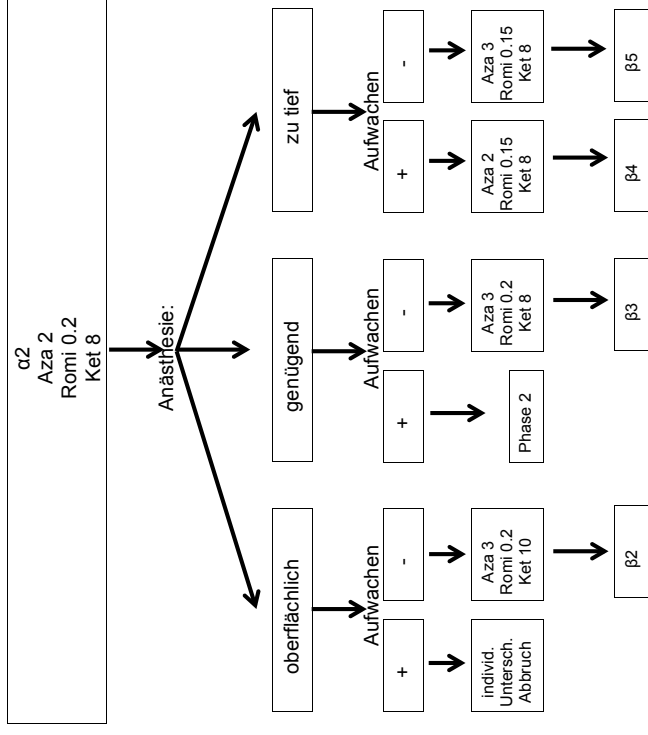 α2
Aza 2
Romi 0.2
Ket 8
Anästhesie:
oberflächlich
genügend
zu tief
Aufwachen
Aufwachen
Aufwachen
+
-
+
-
+
-
individ.
Untersch.
Abbruch
Aza 3
Romi 0.2
Ket 10
Phase 2
Aza 3
Romi 0.2
Ket 8
Aza 2
Romi 0.15
Ket 8
Aza 3
Romi 0.15
Ket 8
β2
β3
β4
β5